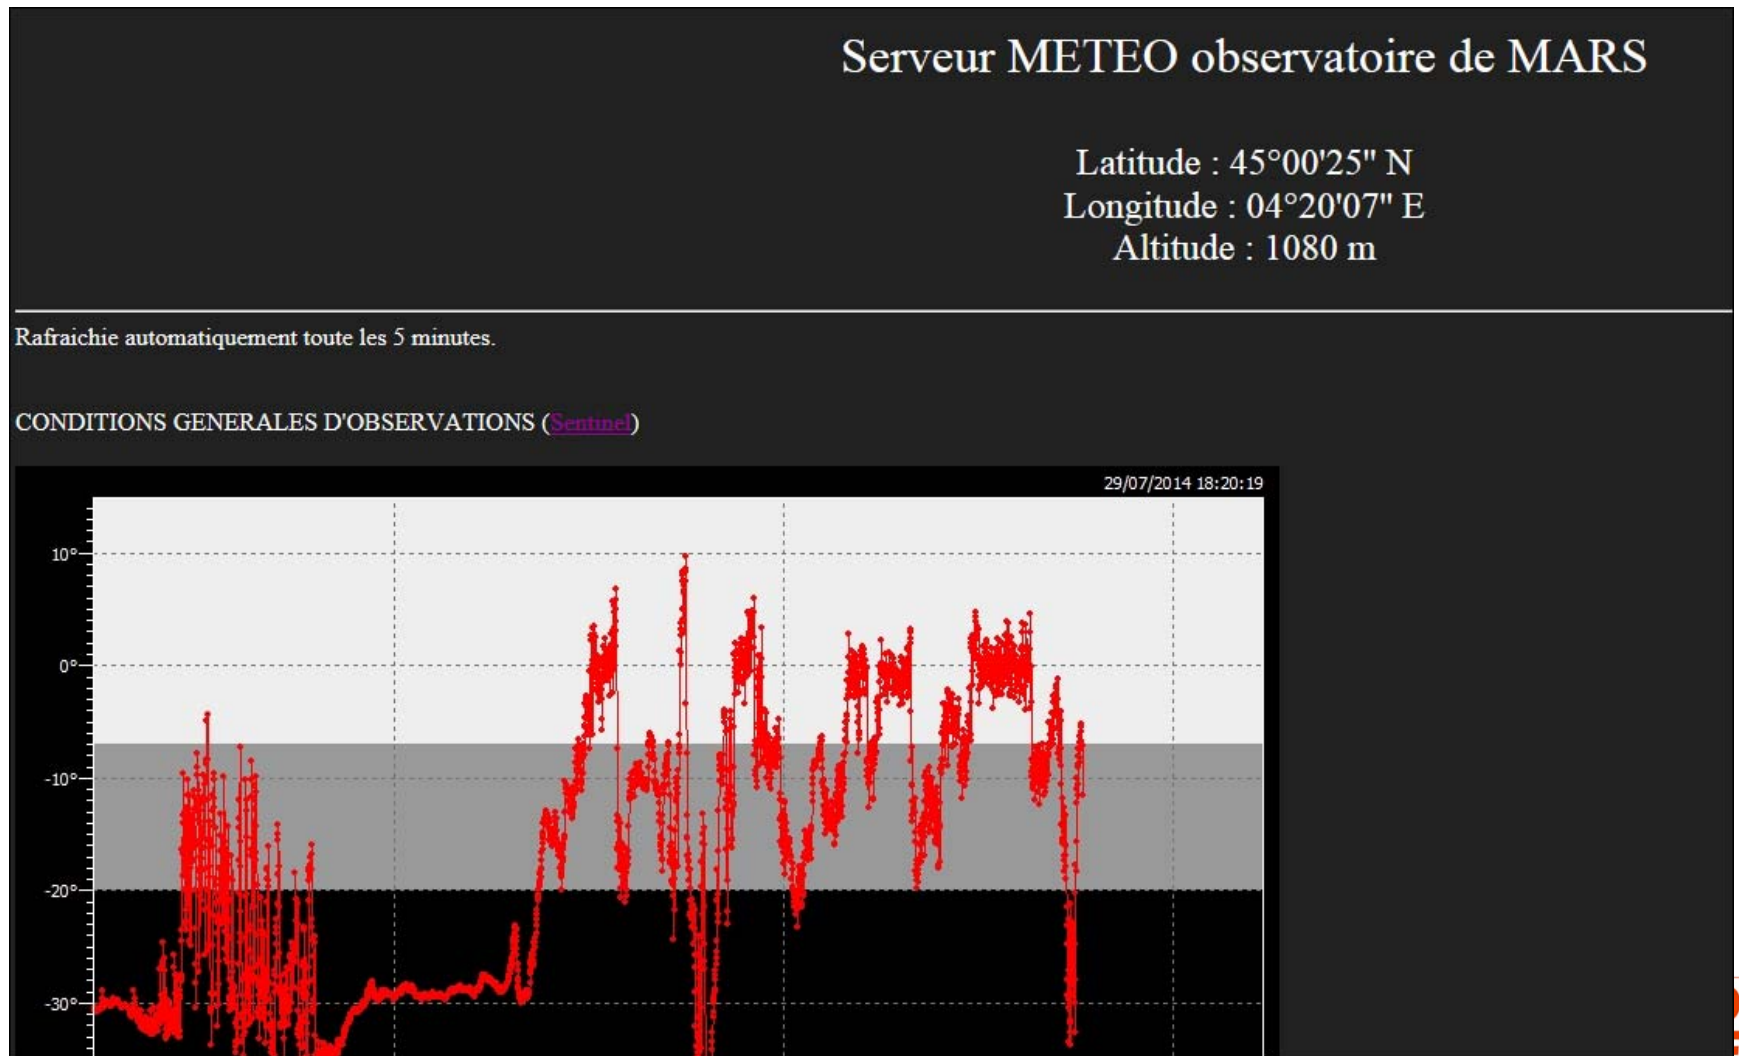 Serveur METEO observatoire de MARS
Latitude : 45°00'25" N
Longitude : 04°20'07" E
Altitude : 1080 m
Rafraichie automatiquement toute les 5 minutes.
CONDITIONS GENERALES D'OBSERVATIONS (Sentinel)
29/07/2014 18:20:19
10°
0°
-10°
-20°
-30°